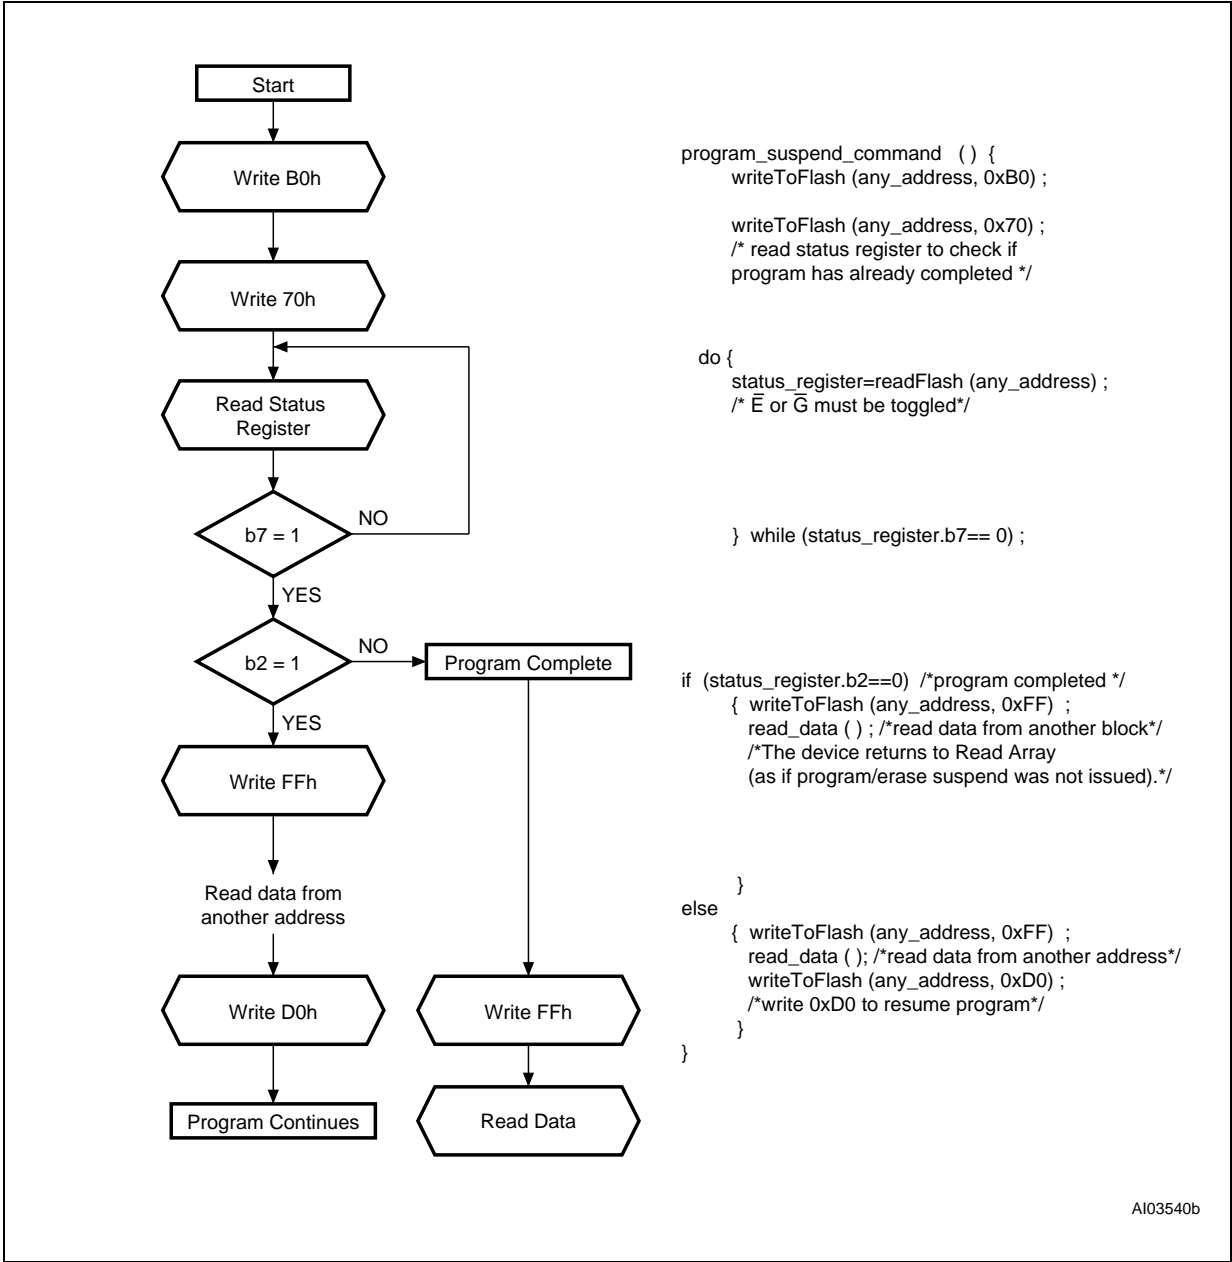 Start
Write B0h
Write 70h
Read Status
Register
b7 = 1
NO
YES
b2 = 1
NO
Program Complete
YES
Write FFh
Read data from
another address
Write D0h
Program Continues
Write FFh
Read Data
program_suspend_command ( ) {
writeToFlash (any_address, 0xB0) ;
writeToFlash (any_address, 0x70) ;
/* read status register to check if
program has already completed */
do {
status_register=readFlash (any_address) ;
/* E̅ or G̅ must be toggled*/
} while (status_register.b7== 0) ;
if (status_register.b2==0) /*program completed */
{ writeToFlash (any_address, 0xFF) ;
read_data ( ) ; /*read data from another block*/
/*The device returns to Read Array
(as if program/erase suspend was not issued).*/
}
else
{ writeToFlash (any_address, 0xFF) ;
read_data ( ); /*read data from another address*/
writeToFlash (any_address, 0xD0) ;
/*write 0xD0 to resume program*/
}
}
AI03540b